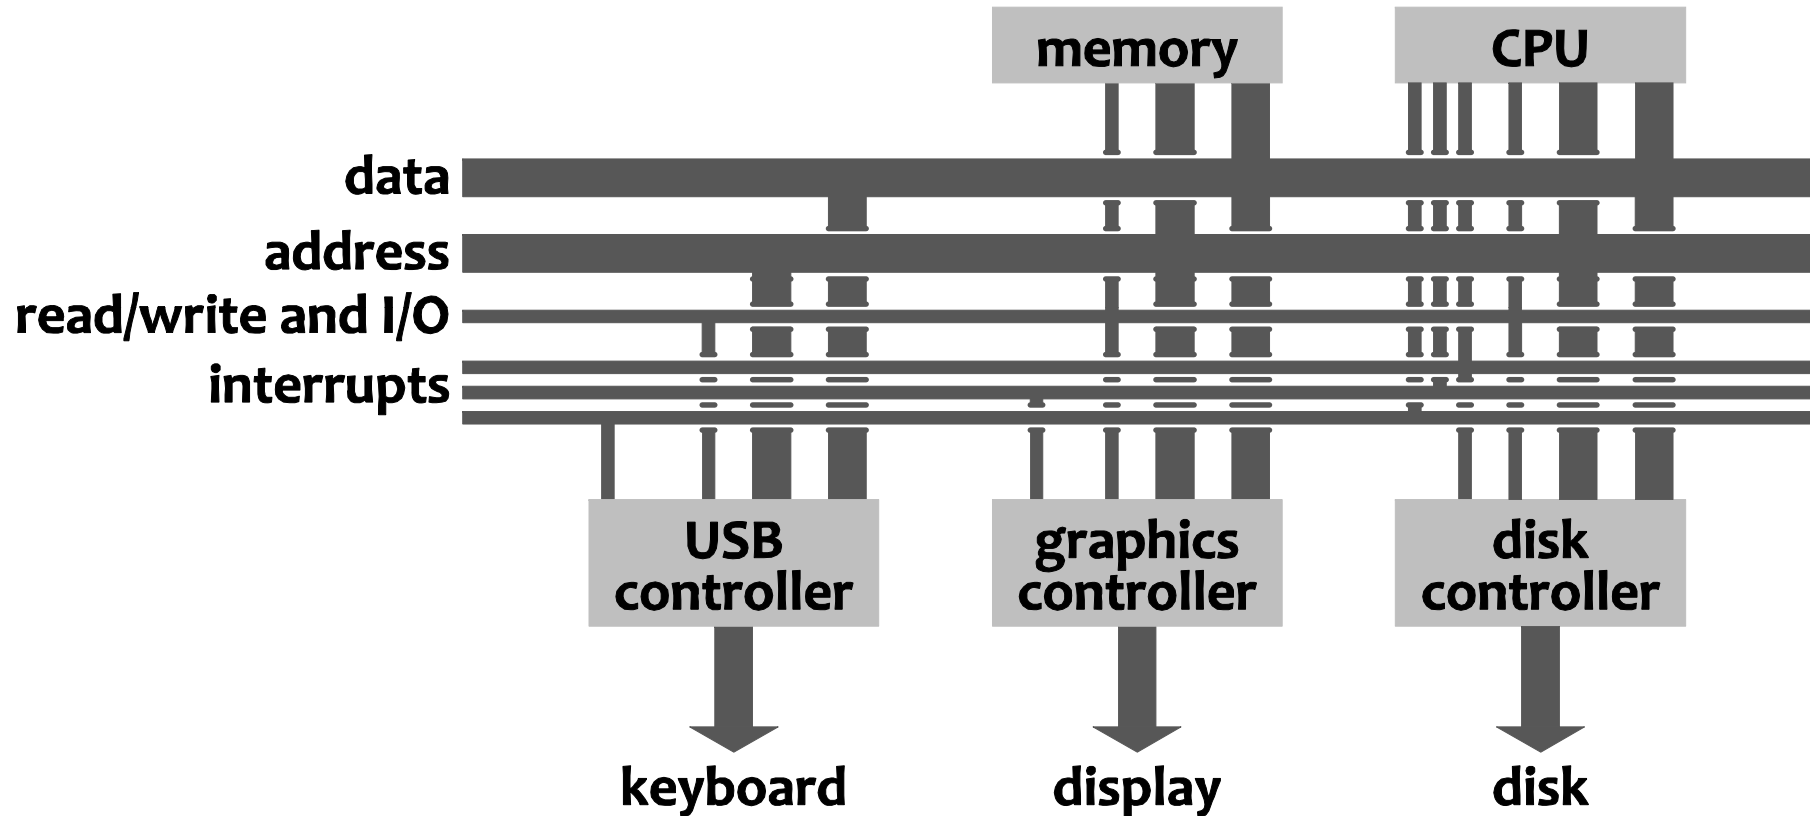 memory
CPU
data
address
read/write and I/O
interrupts
USB
controller
graphics
controller
disk
controller
keyboard
display
disk